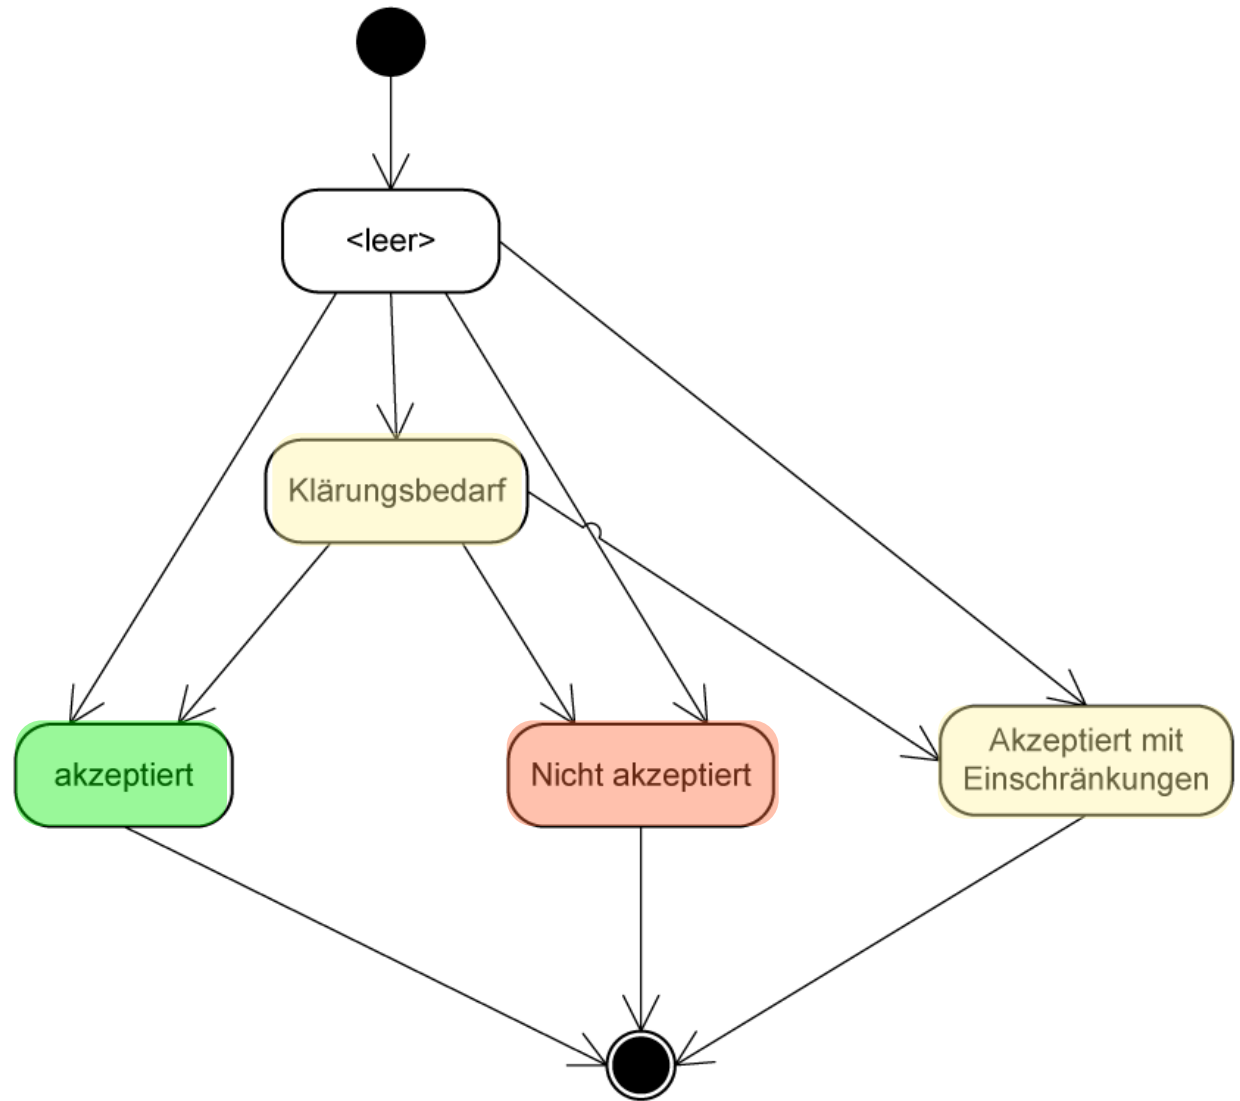 <leer>
Klärungsbedarf
akzeptiert
Nicht akzeptiert
Akzeptiert mit
Einschränkungen